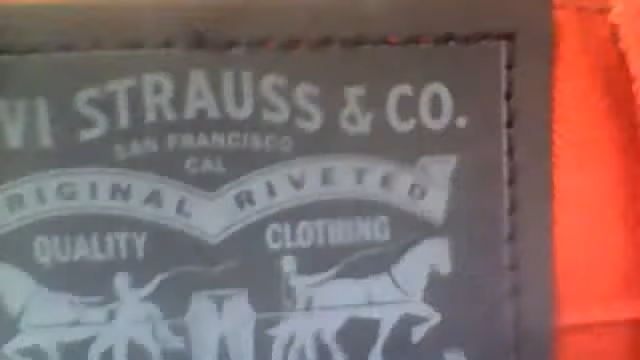 VI STRAUSS & CO.
SAN FRANCISCO
CAL
RIGINAL RIVETED
QUALITY CLOTHING